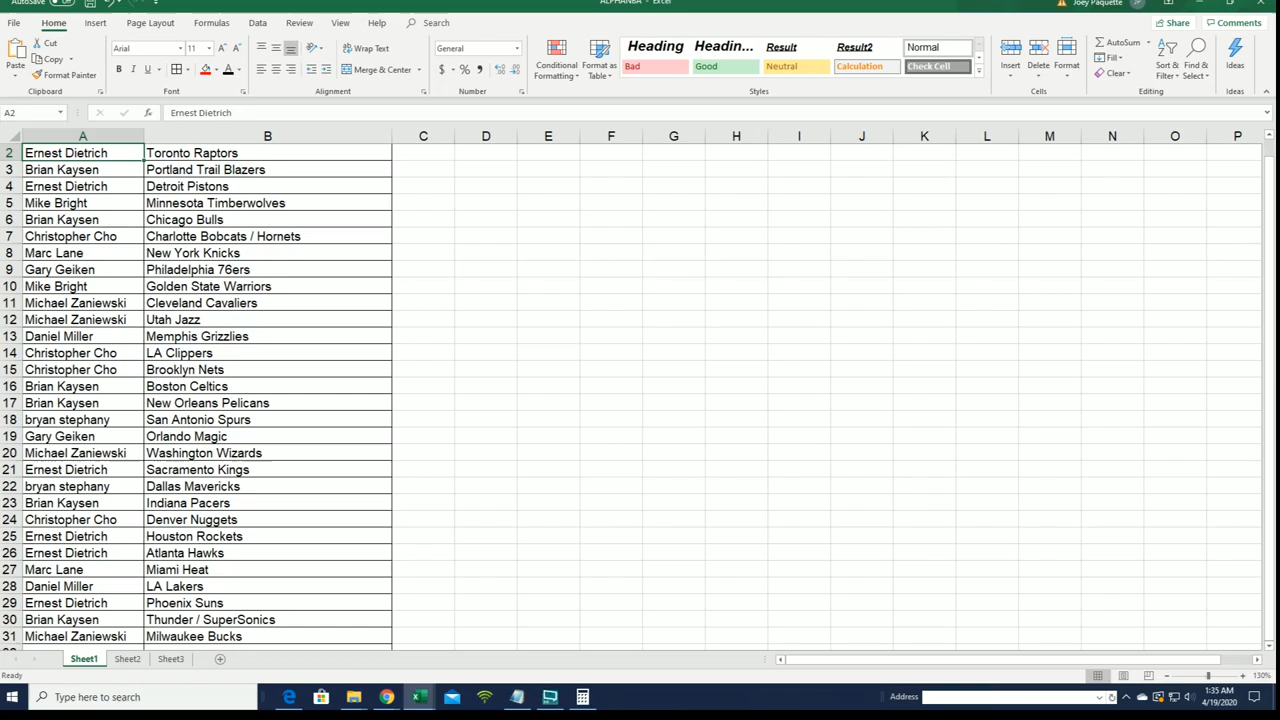 AutoSave Off ALPHANBA - Excel Joey Paquette JP
File Home Insert Page Layout Formulas Data Review View Help Search Share Comments
Paste Cut Copy Format Painter Clipboard
Arial 11 A A B I U A Font
Wrap Text Merge & Center Alignment
General $ % , Number
Conditional Formatting Format as Table
Heading Headin... Result Result2 Normal
Bad Good Neutral Calculation Check Cell
Styles
Insert Delete Format Cells
AutoSum Fill Clear Sort & Filter Find & Select Editing
Ideas Ideas
A2 fx Ernest Dietrich
A B C D E F G H I J K L M N O P
2 Ernest Dietrich Toronto Raptors
3 Brian Kaysen Portland Trail Blazers
4 Ernest Dietrich Detroit Pistons
5 Mike Bright Minnesota Timberwolves
6 Brian Kaysen Chicago Bulls
7 Christopher Cho Charlotte Bobcats / Hornets
8 Marc Lane New York Knicks
9 Gary Geiken Philadelphia 76ers
10 Mike Bright Golden State Warriors
11 Michael Zaniewski Cleveland Cavaliers
12 Michael Zaniewski Utah Jazz
13 Daniel Miller Memphis Grizzlies
14 Christopher Cho LA Clippers
15 Christopher Cho Brooklyn Nets
16 Brian Kaysen Boston Celtics
17 Brian Kaysen New Orleans Pelicans
18 bryan stephany San Antonio Spurs
19 Gary Geiken Orlando Magic
20 Michael Zaniewski Washington Wizards
21 Ernest Dietrich Sacramento Kings
22 bryan stephany Dallas Mavericks
23 Brian Kaysen Indiana Pacers
24 Christopher Cho Denver Nuggets
25 Ernest Dietrich Houston Rockets
26 Ernest Dietrich Atlanta Hawks
27 Marc Lane Miami Heat
28 Daniel Miller LA Lakers
29 Ernest Dietrich Phoenix Suns
30 Brian Kaysen Thunder / SuperSonics
31 Michael Zaniewski Milwaukee Bucks
Sheet1 Sheet2 Sheet3
Ready 130%
Type here to search Address 1:35 AM
4/19/2020